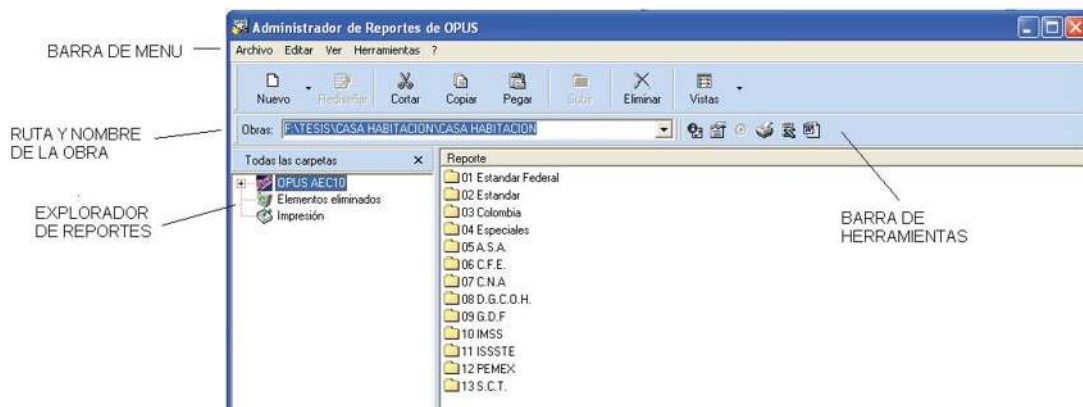 Administrador de Reportes de OPUS
BARRA DE MENU
Archivo Editar Ver Herramientas ?
Nuevo Rediseñar Cortar Copiar Pegar Subir Eliminar Vistas
RUTA Y NOMBRE
DE LA OBRA
Obras: F:\TESIS\CASA HABITACION\CASA HABITACION
Todas las carpetas
OPUS AEC10
Elementos eliminados
Impresión
EXPLORADOR
DE REPORTES
Reporte
01 Estandar Federal
02 Estandar
03 Colombia
04 Especiales
05 A.S.A.
06 C.F.E.
07 C.N.A
08 D.G.C.O.H.
09 G.D.F
10 IMSS
11 ISSSTE
12 PEMEX
13 S.C.T.
BARRA DE
HERRAMIENTAS